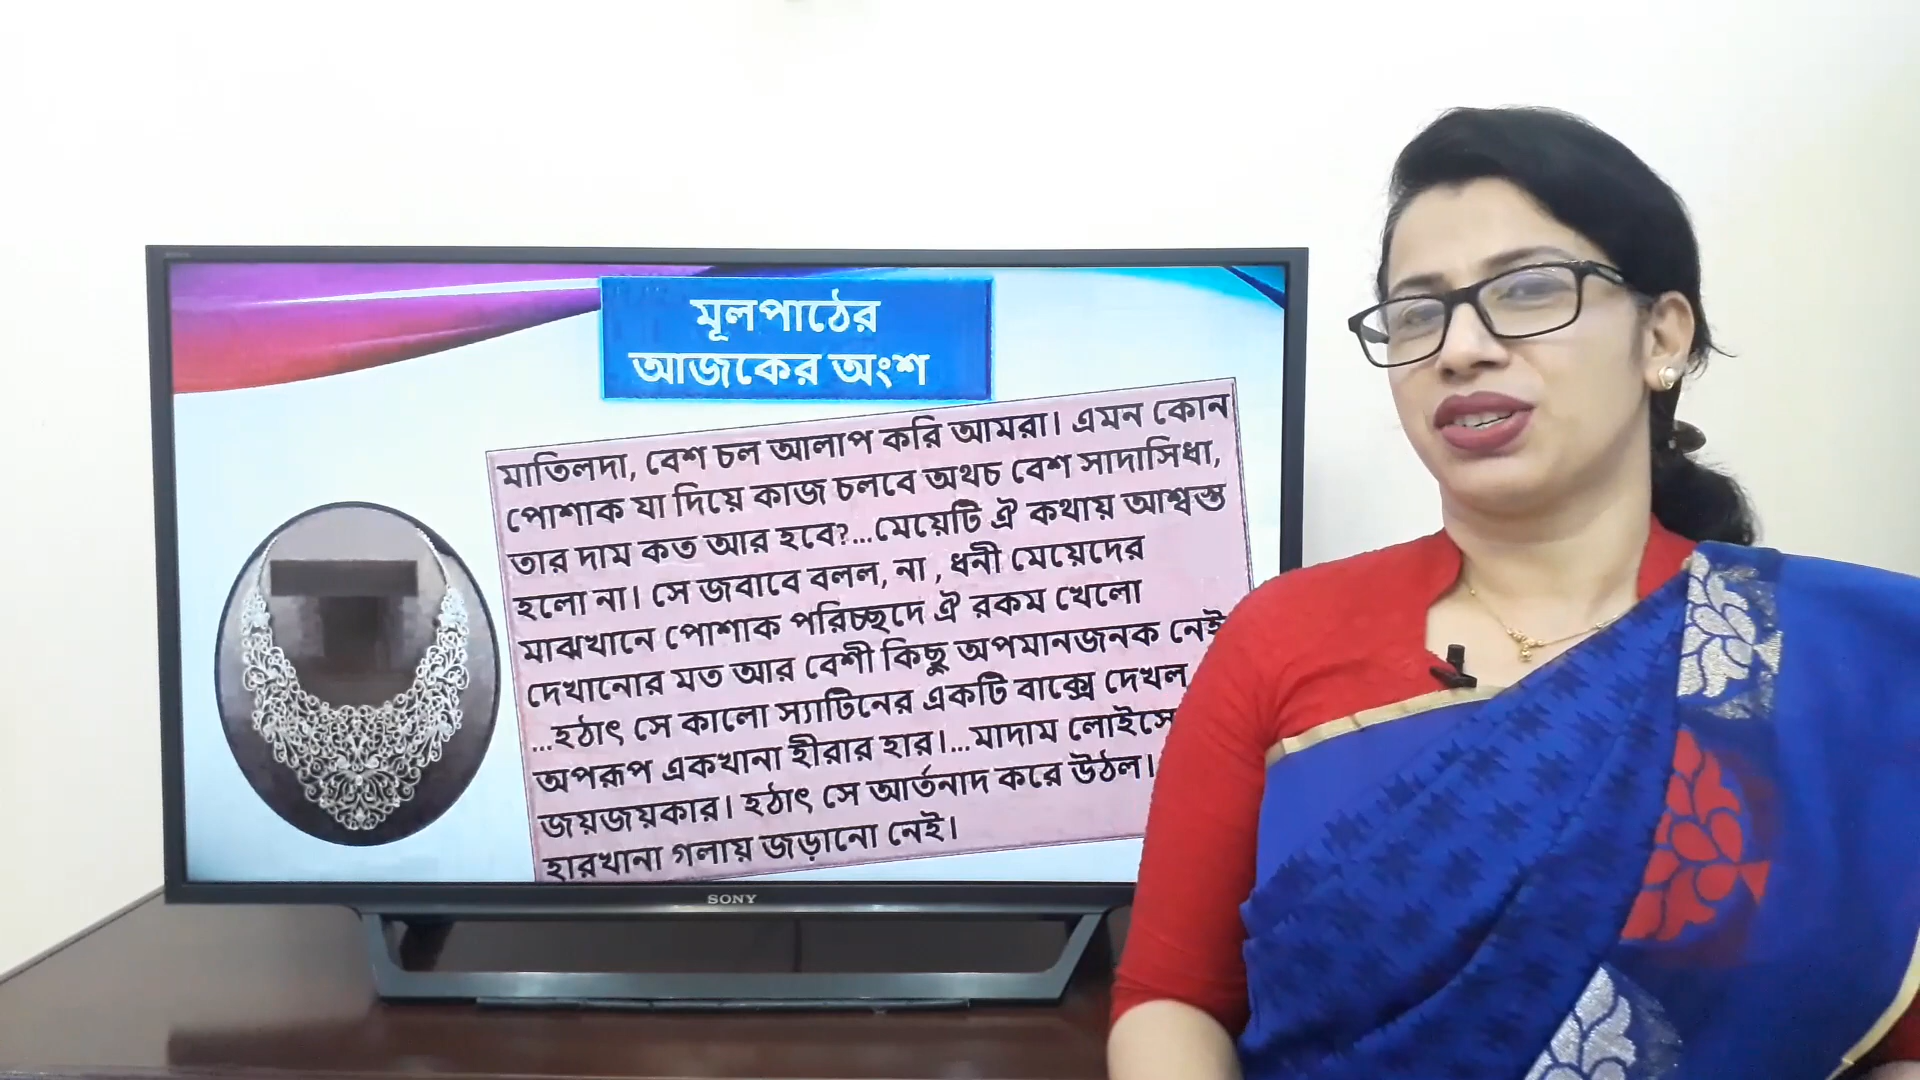 মূলপাঠের
আজকের অংশ
মাতিলদা, বেশ চল আলাপ করি আমরা। এমন কোন
পোশাক যা দিয়ে কাজ চলবে অথচ বেশ সাদাসিধা,
তার দাম কত আর হবে?...মেয়েটি ঐ কথায় আশ্বস্ত
হলো না। সে জবাবে বলল, না , ধনী মেয়েদের
মাঝখানে পোশাক পরিচ্ছদে ঐ রকম খেলো
দেখানোর মত আর বেশী কিছু অপমানজনক নেই
...হঠাৎ সে কালো স্যাটিনের একটি বাক্সে দেখল
অপরূপ একখানা হীরার হার।...মাদাম লোইসে
জয়জয়কার। হঠাৎ সে আর্তনাদ করে উঠল।
হারখানা গলায় জড়ানো নেই।
SONY